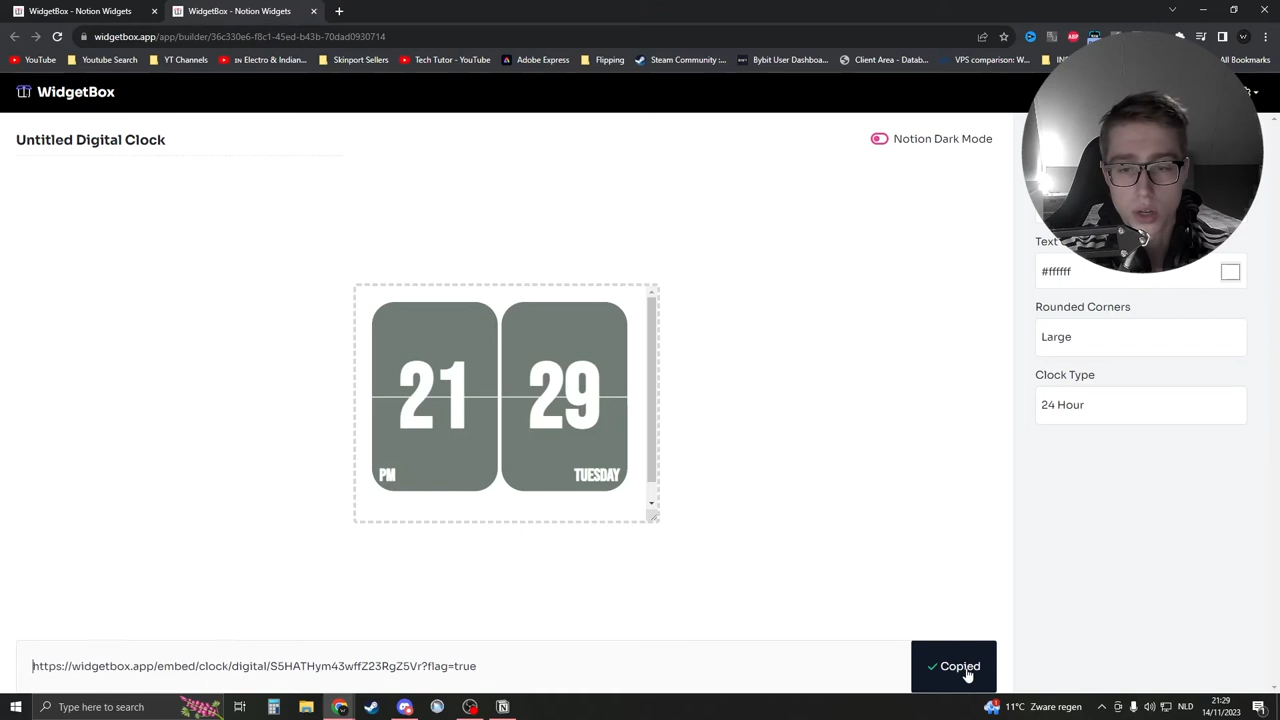 WidgetBox - Notion Widgets
WidgetBox - Notion Widgets
widgetbox.app/app/builder/36c330e6-f8c1-45ed-b43b-70dad0930714
YouTube
Youtube Search
YT Channels
Electro & Indian...
Skinport Sellers
Tech Tutor - YouTube
Adobe Express
Flipping
Steam Community :...
Bybit User Dashboa...
Client Area - Datab...
VPS comparison: W...
All Bookmarks
WidgetBox
Untitled Digital Clock
Notion Dark Mode
Text
#ffffff
Rounded Corners
Large
Clock Type
24 Hour
21
29
PM
TUESDAY
https://widgetbox.app/embed/clock/digital/S5HATHym43wffZ23RgZ5Vr?flag=true
Copied
Type here to search
11°C Zware regen
NLD
21:29
14/11/2023